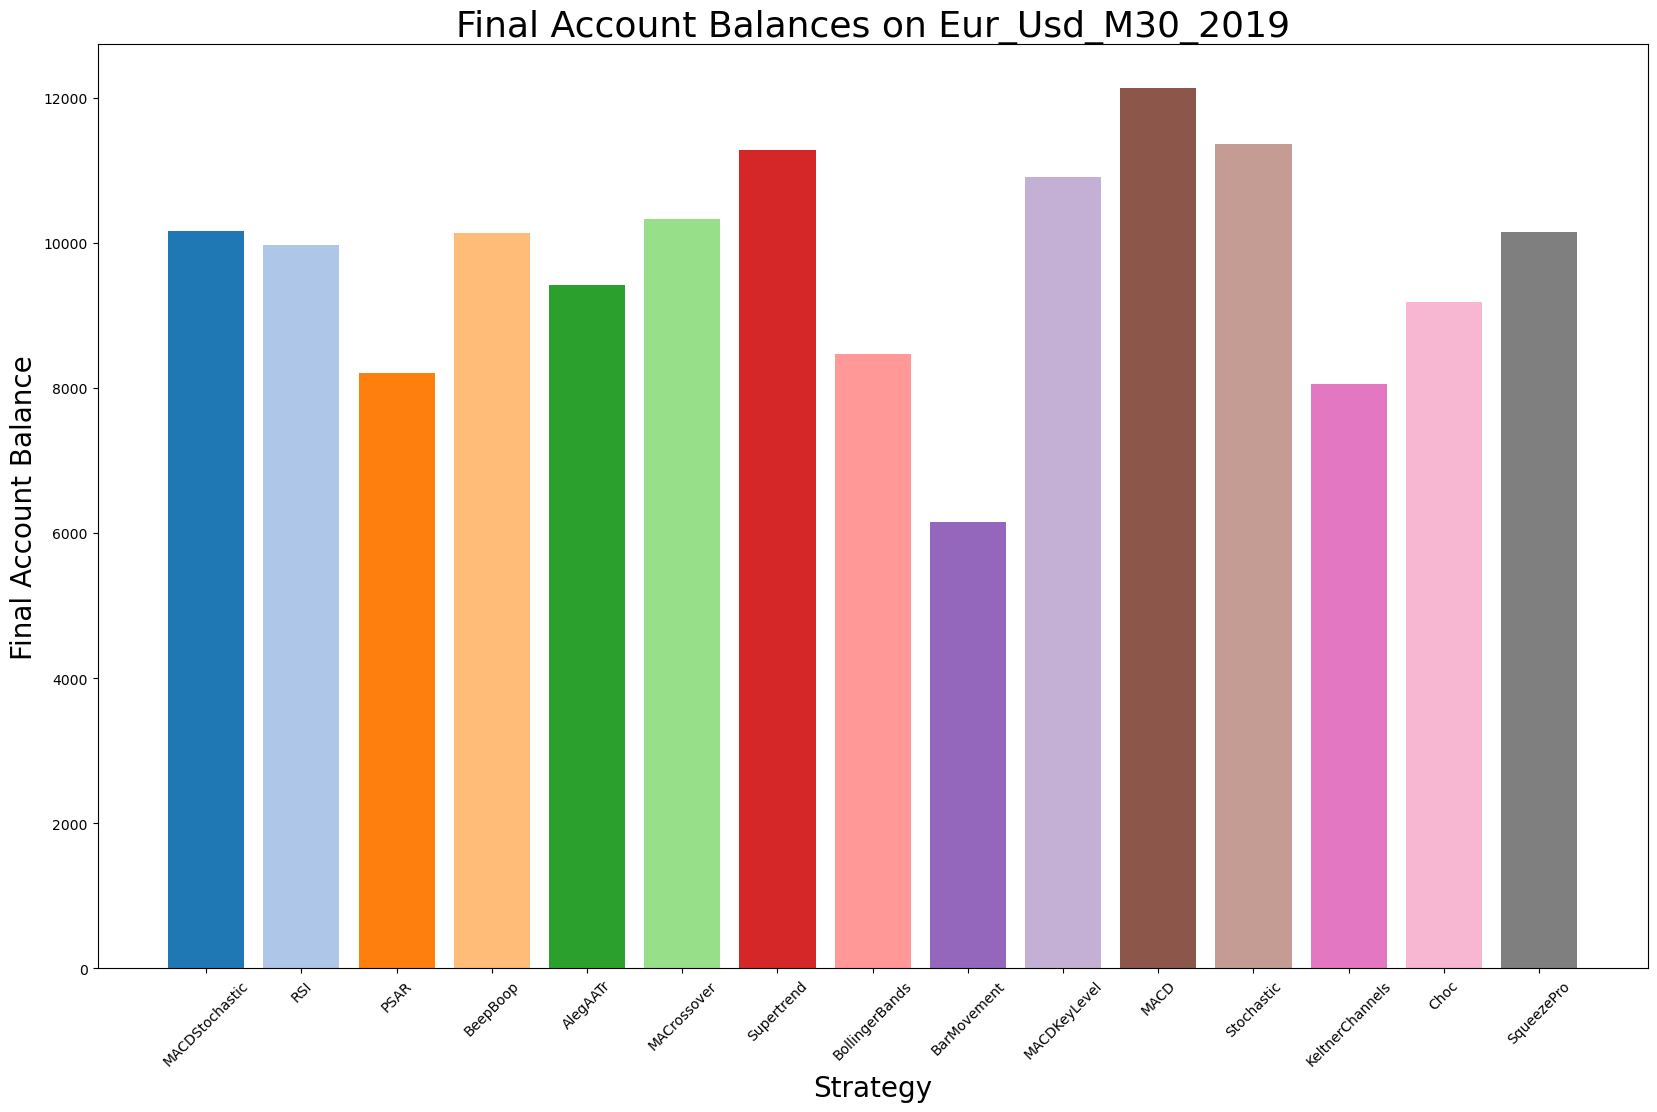 Final Account Balances on Eur_Usd_M30_2019
Final Account Balance
12000
10000
8000
6000
4000
2000
0
MACDStochastic
RSI
PSAR
BeepBoop
AlegAATr
MACrossover
Supertrend
BollingerBands
BarMovement
MACDKeyLevel
MACD
Stochastic
KeltnerChannels
Choc
SqueezePro
Strategy